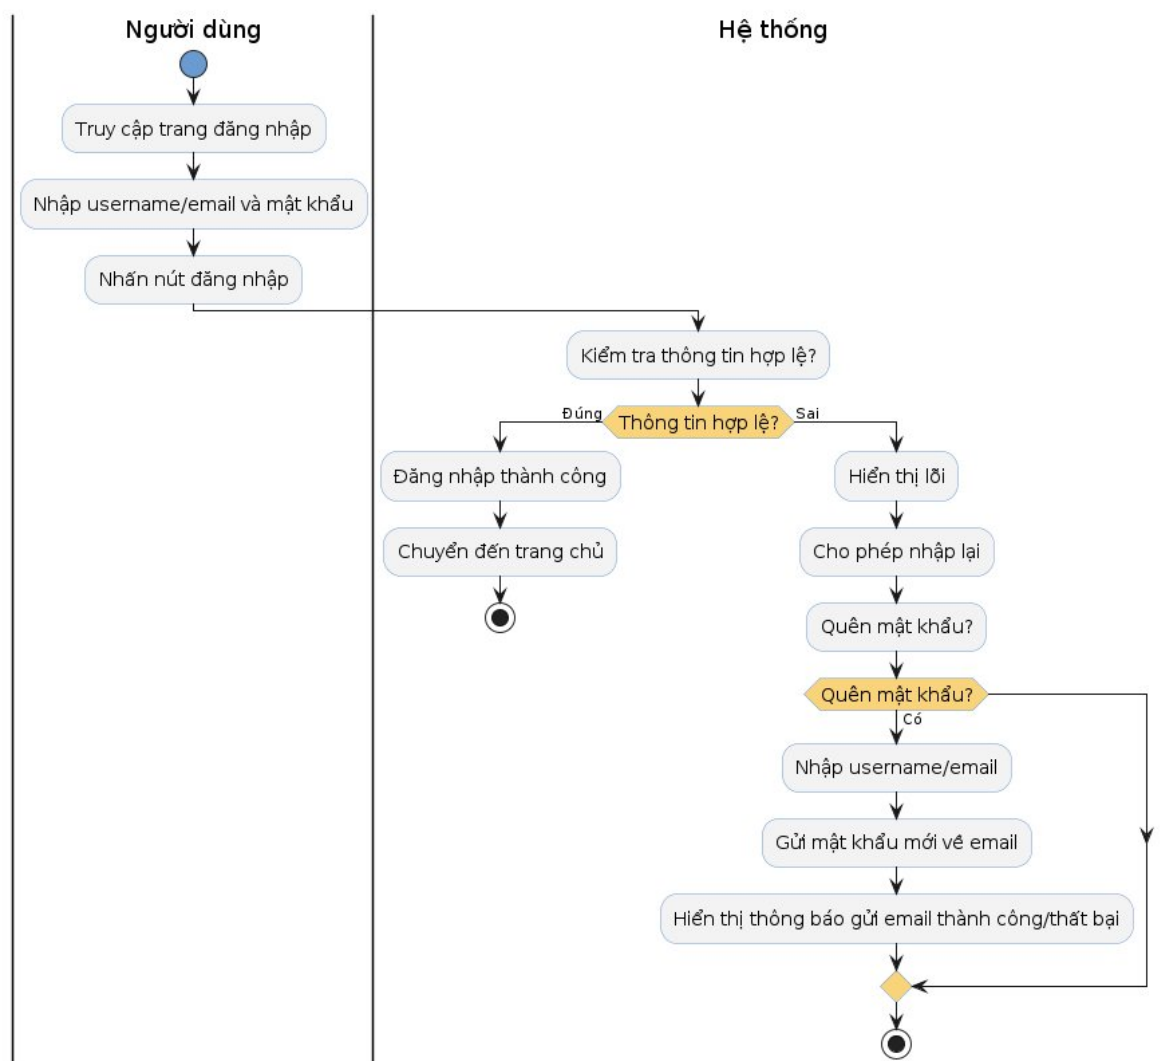 Người dùng
Hệ thống
Truy cập trang đăng nhập
Nhập username/email và mật khẩu
Nhấn nút đăng nhập
Kiểm tra thông tin hợp lệ?
Đúng
Thông tin hợp lệ?
Sai
Đăng nhập thành công
Hiển thị lỗi
Chuyển đến trang chủ
Cho phép nhập lại
Quên mật khẩu?
Quên mật khẩu?
Có
Nhập username/email
Gửi mật khẩu mới về email
Hiển thị thông báo gửi email thành công/thất bại